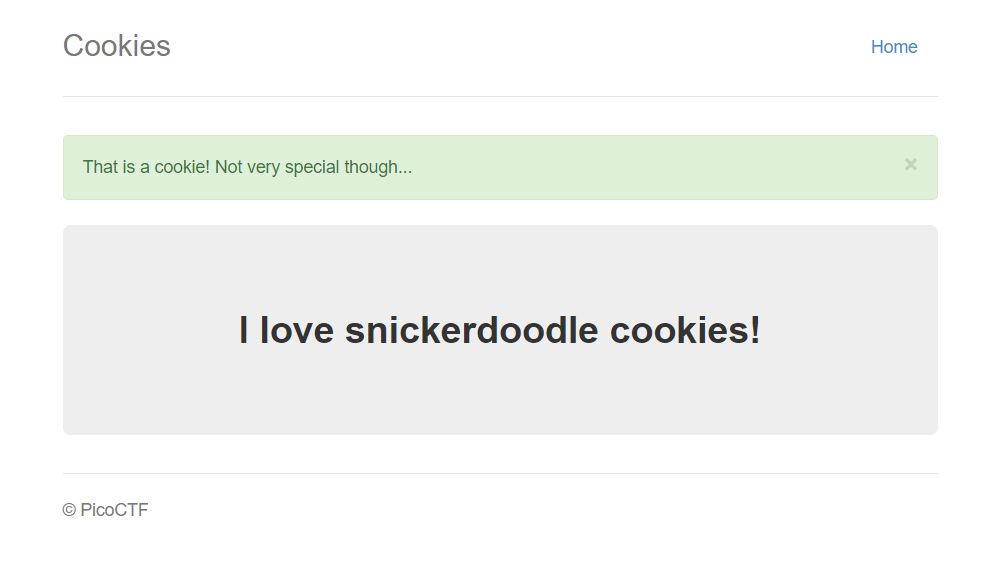 Cookies
Home
That is a cookie! Not very special though...
×
I love snickerdoodle cookies!
© PicoCTF